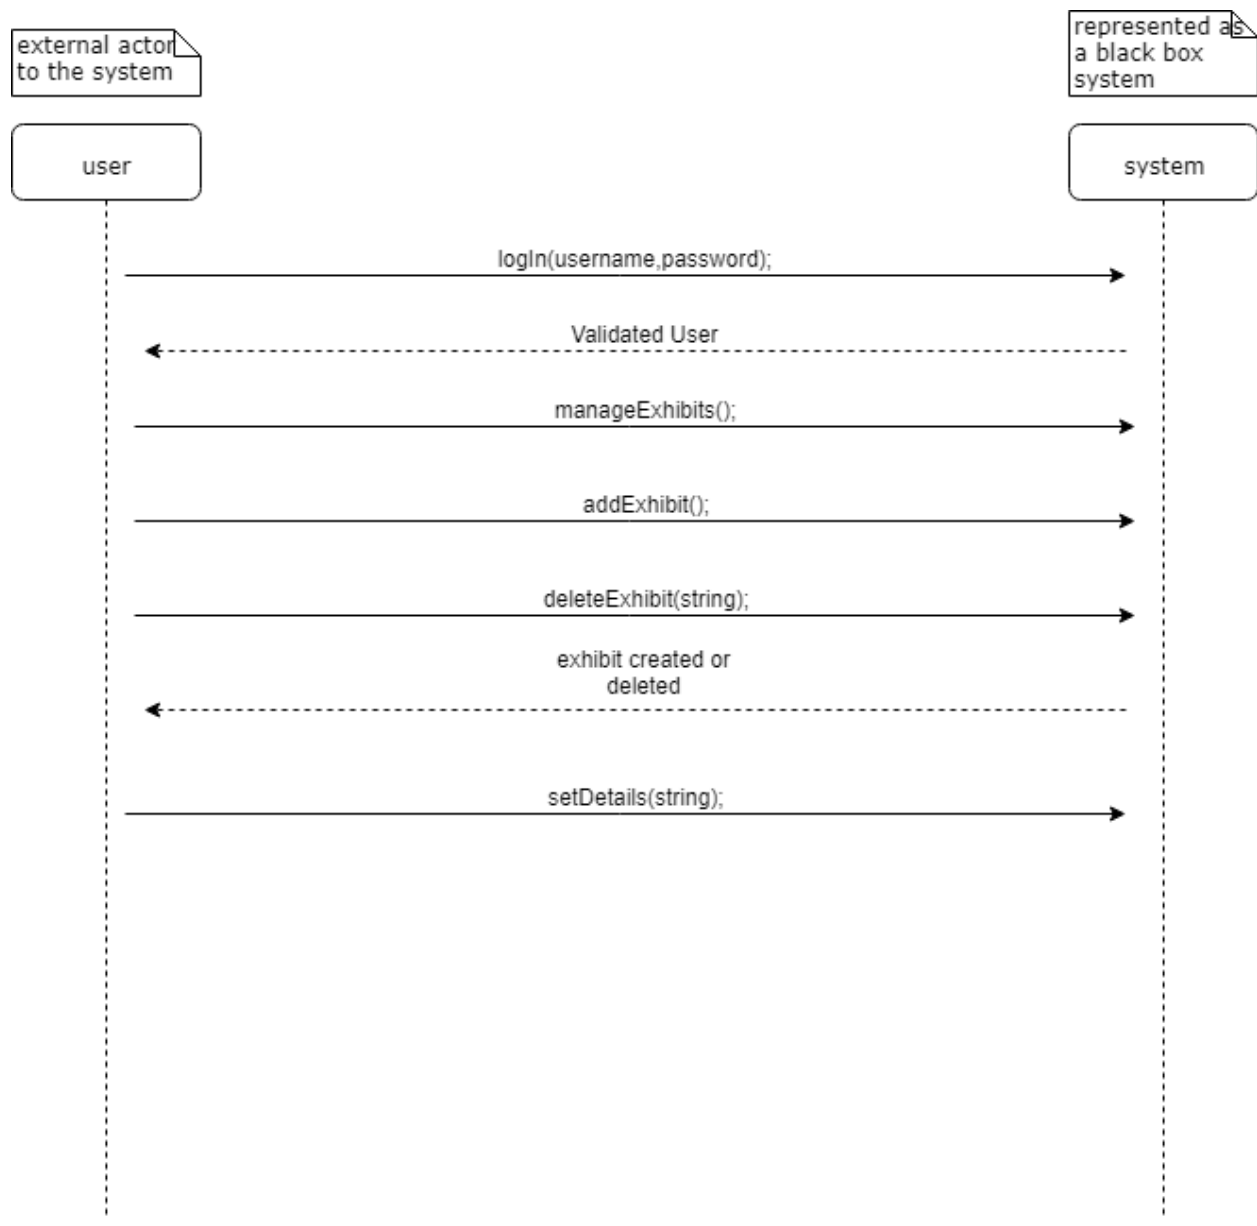 external actor
to the system
represented as
a black box
system
user
system
logIn(username,password);
Validated User
manageExhibits();
addExhibit();
deleteExhibit(string);
exhibit created or
deleted
setDetails(string);